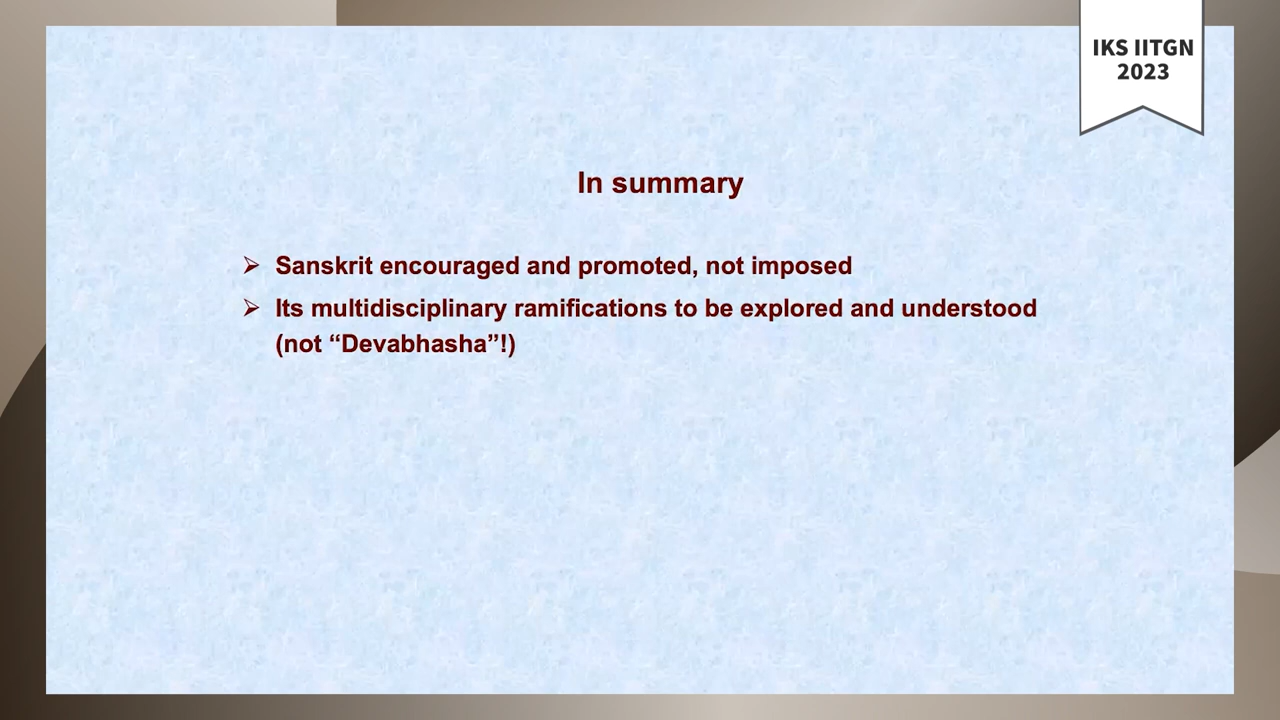 IKS IITGN
2023
In summary
➢ Sanskrit encouraged and promoted, not imposed
➢ Its multidisciplinary ramifications to be explored and understood
(not “Devabhasha”!)